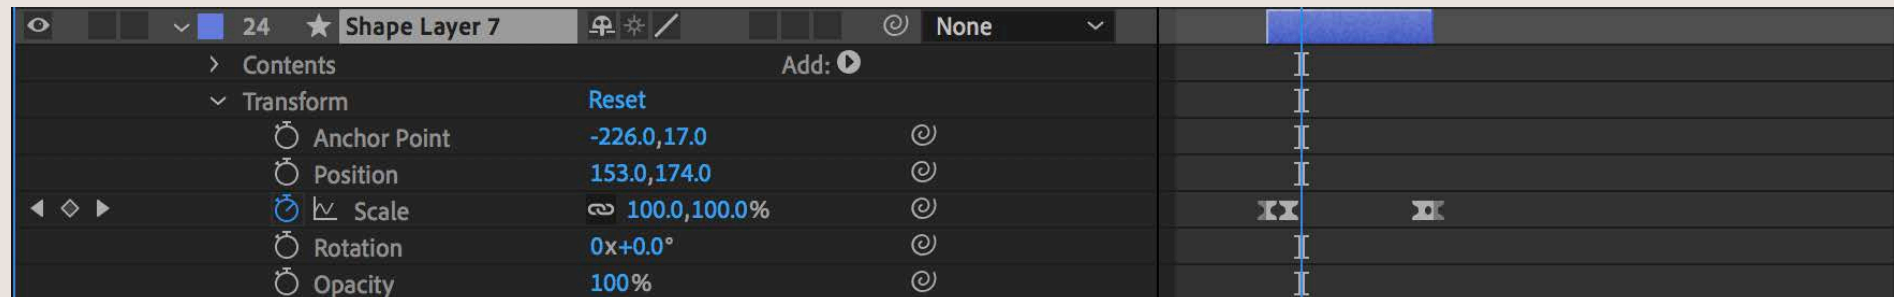 24 Shape Layer 7 None
Contents Add:
Transform Reset
Anchor Point -226.0,17.0
Position 153.0,174.0
Scale 100.0,100.0%
Rotation 0x+0.0°
Opacity 100%